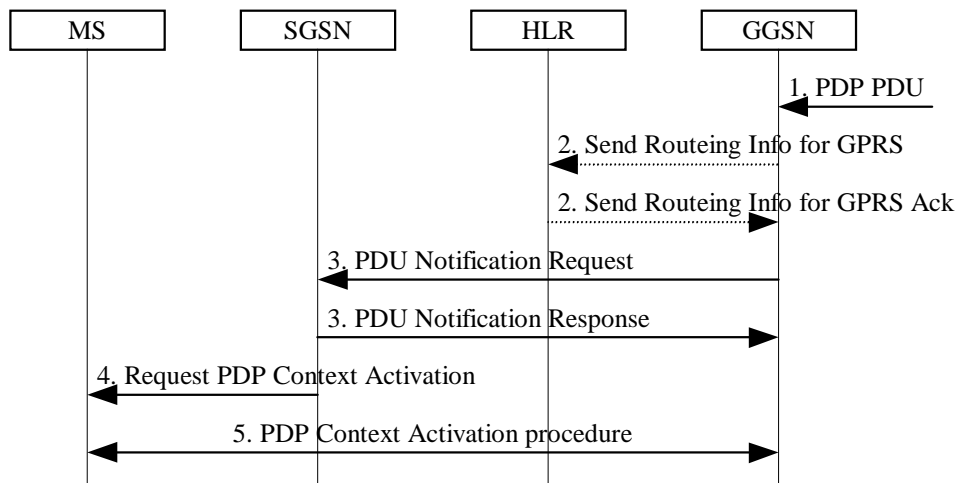 MS
SGSN
HLR
GGSN
1. PDP PDU
2. Send Routeing Info for GPRS
2. Send Routeing Info for GPRS Ack
3. PDU Notification Request
3. PDU Notification Response
4. Request PDP Context Activation
5. PDP Context Activation procedure